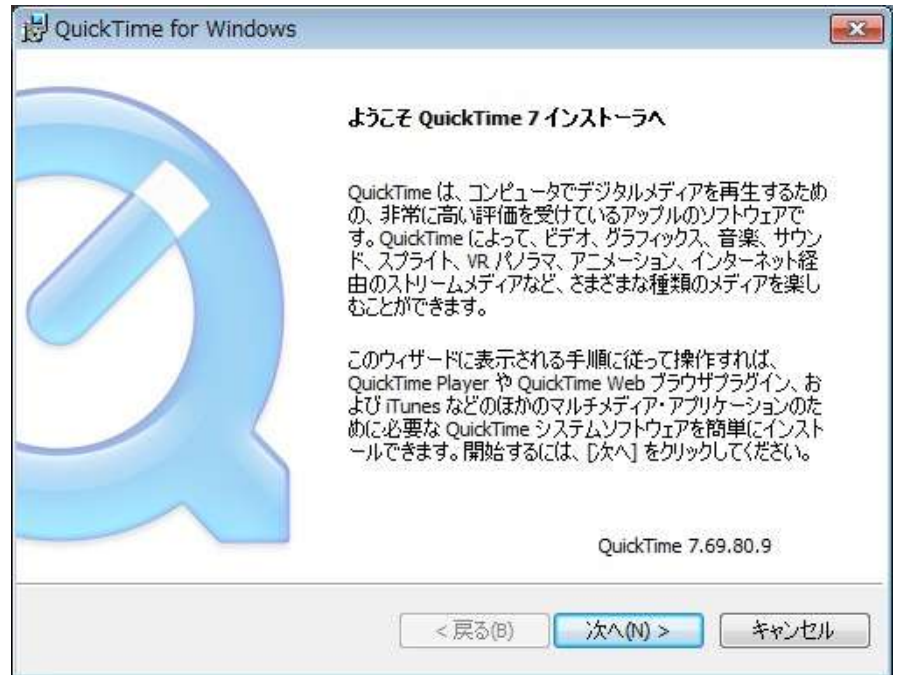 QuickTime for Windows
ようこそ QuickTime 7 インストーラへ
QuickTime は、コンピュータでデジタルメディアを再生するため
の、非常に高い評価を受けているアップルのソフトウェアで
す。QuickTime によって、ビデオ、グラフィックス、音楽、サウン
ド、スプライト、VR パノラマ、アニメーション、インターネット経
由のストリームメディアなど、さまざまな種類のメディアを楽し
むことができます。
このウィザードに表示される手順に従って操作すれば、
QuickTime Player や QuickTime Web ブラウザプラグイン、お
よび iTunes などのほかのマルチメディア・アプリケーションのた
めに必要な QuickTime システムソフトウェアを簡単にインスト
ールできます。開始するには、[次へ] をクリックしてください。
QuickTime 7.69.80.9
< 戻る(B)
次へ(N) >
キャンセル